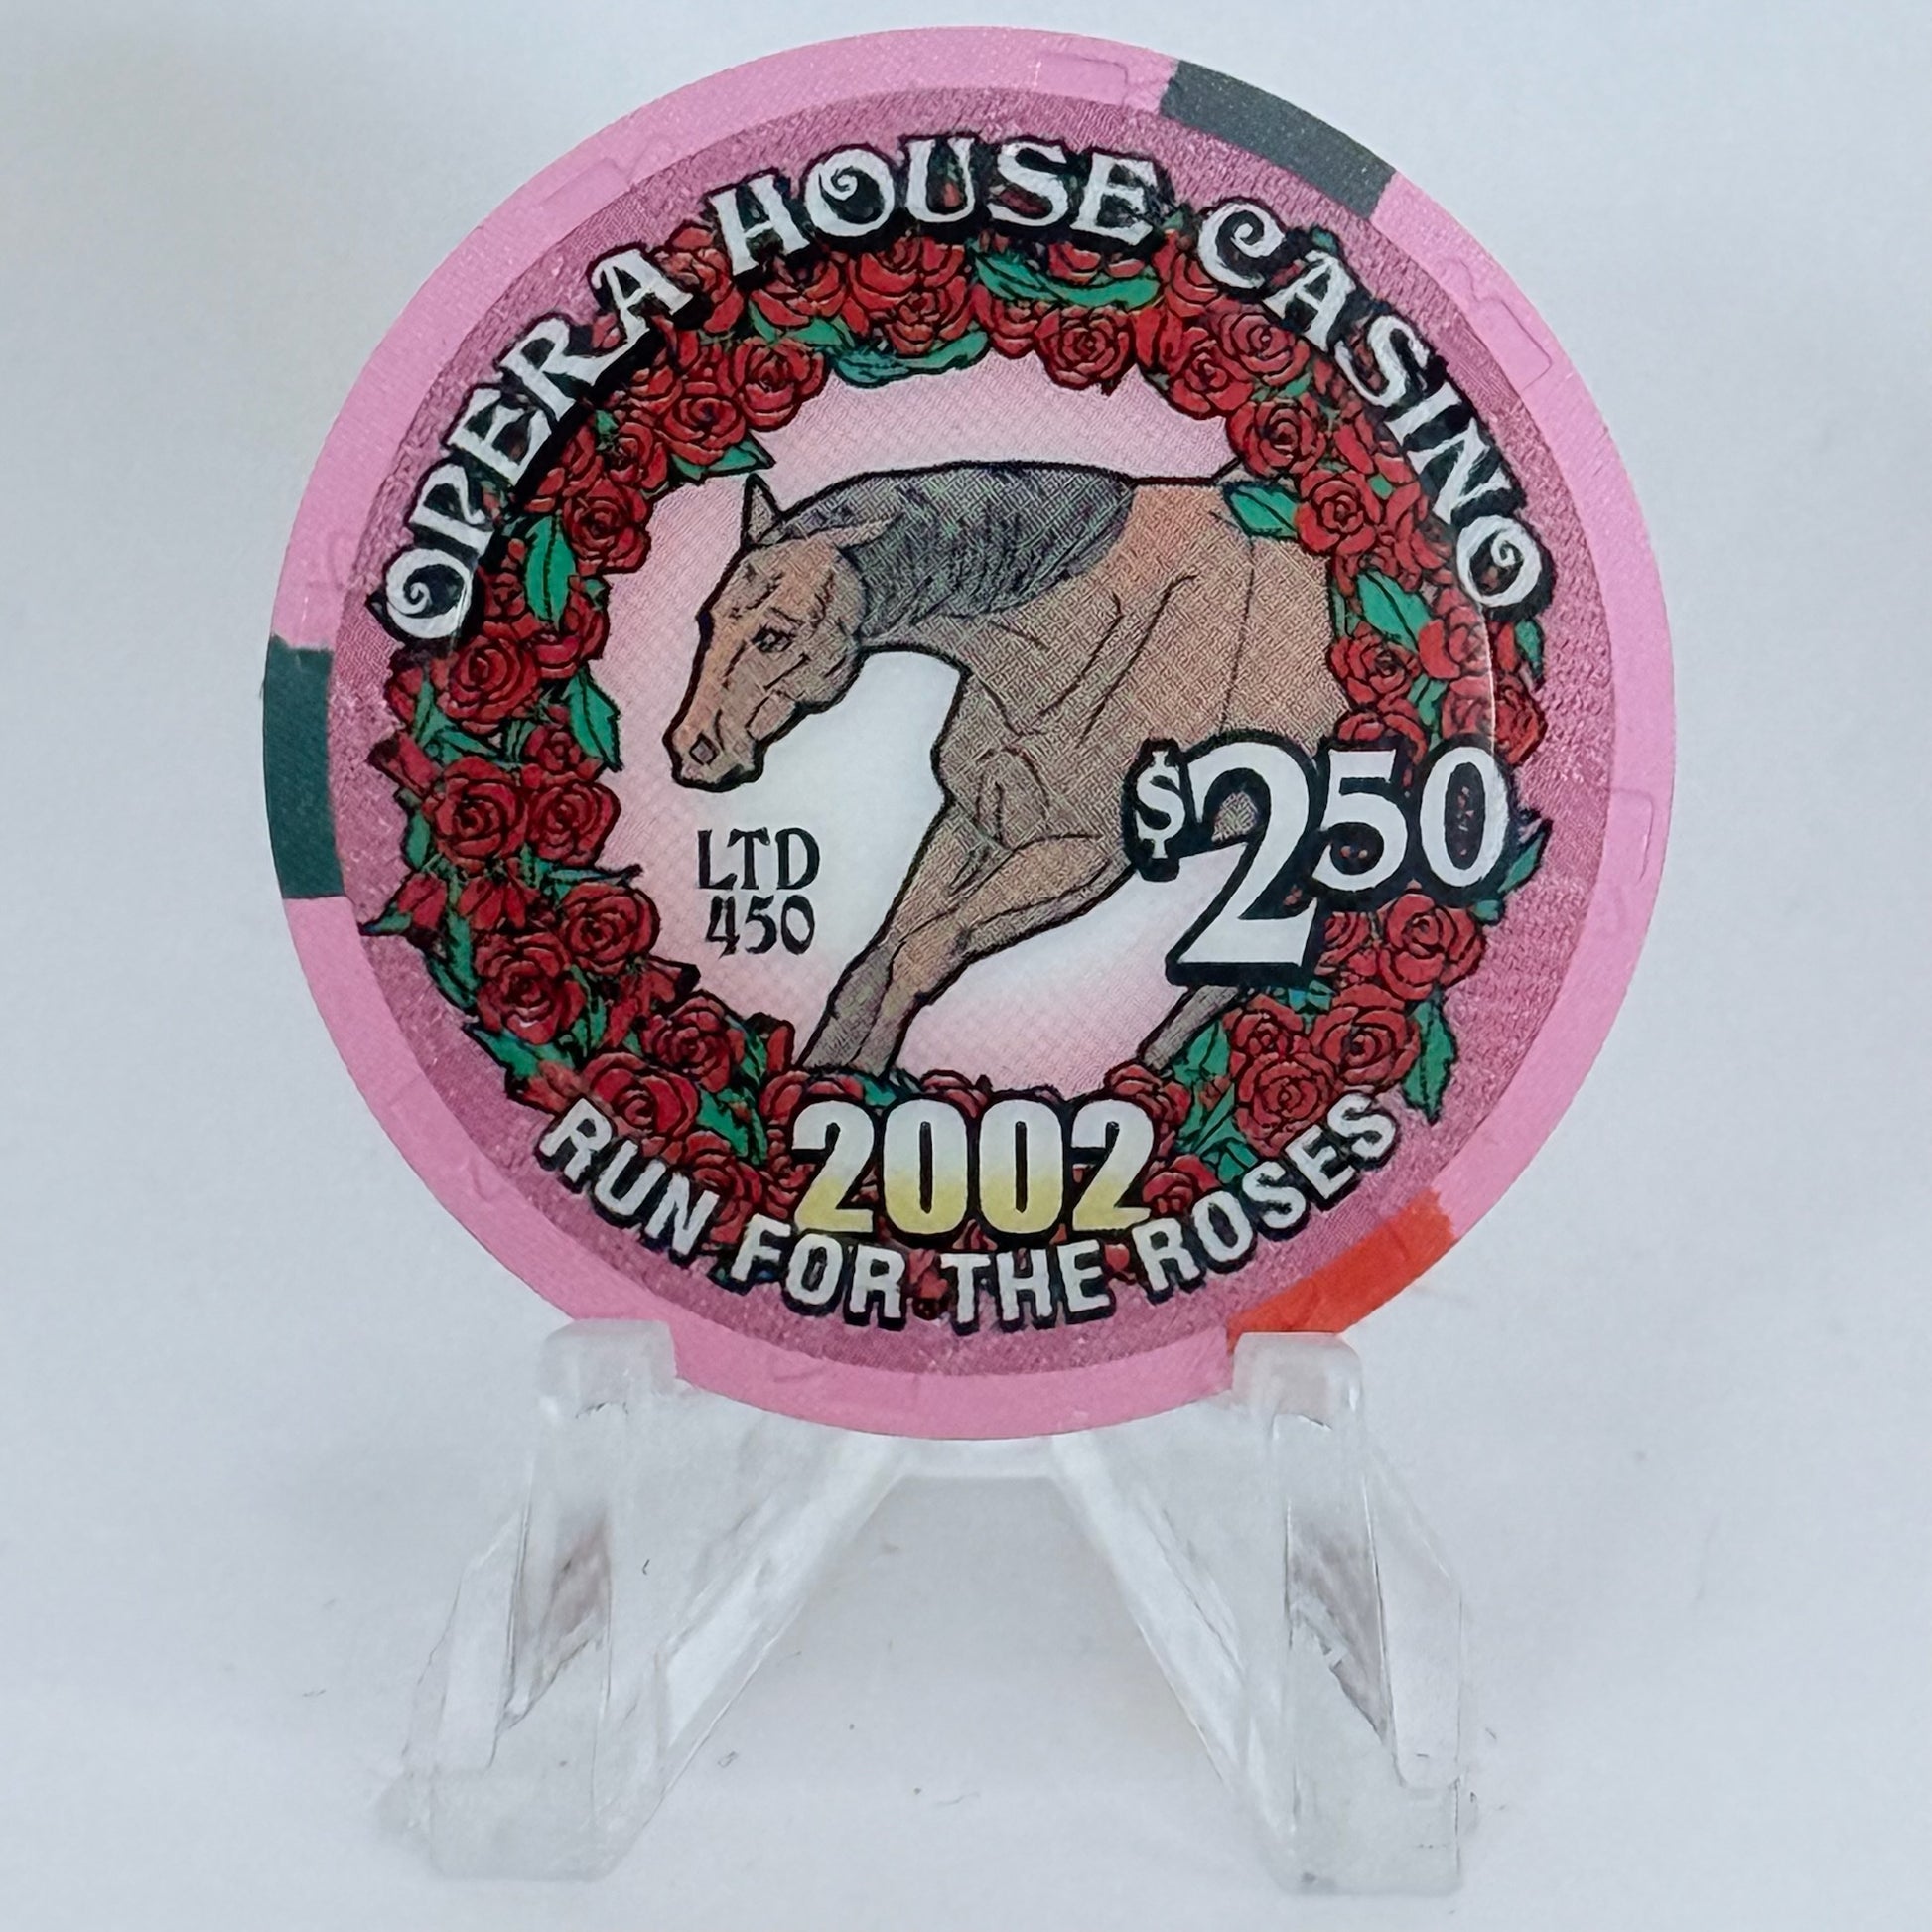 OPERA HOUSE CASINO
$2.50
LTD
450
2002
RUN FOR THE ROSES